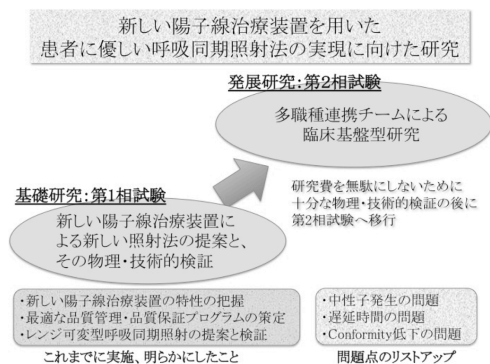 新しい陽子線治療装置を用いた
患者に優しい呼吸同期照射法の実現に向けた研究
発展研究:第2相試験
多職種連携チームによる
臨床基盤型研究
研究費を無駄にしないために
十分な物理・技術的検証の後に
第2相試験へ移行
基礎研究:第1相試験
新しい陽子線治療装置に
よる新しい照射法の提案と、
その物理・技術的検証
・新しい陽子線治療装置の特性の把握
・最適な品質管理・品質保証プログラムの策定
・レンジ可変型呼吸同期照射の提案と検証
これまでに実施、明らかにしたこと
・中性子発生の問題
・遅延時間の問題
・Conformity低下の問題
問題点のリストアップ